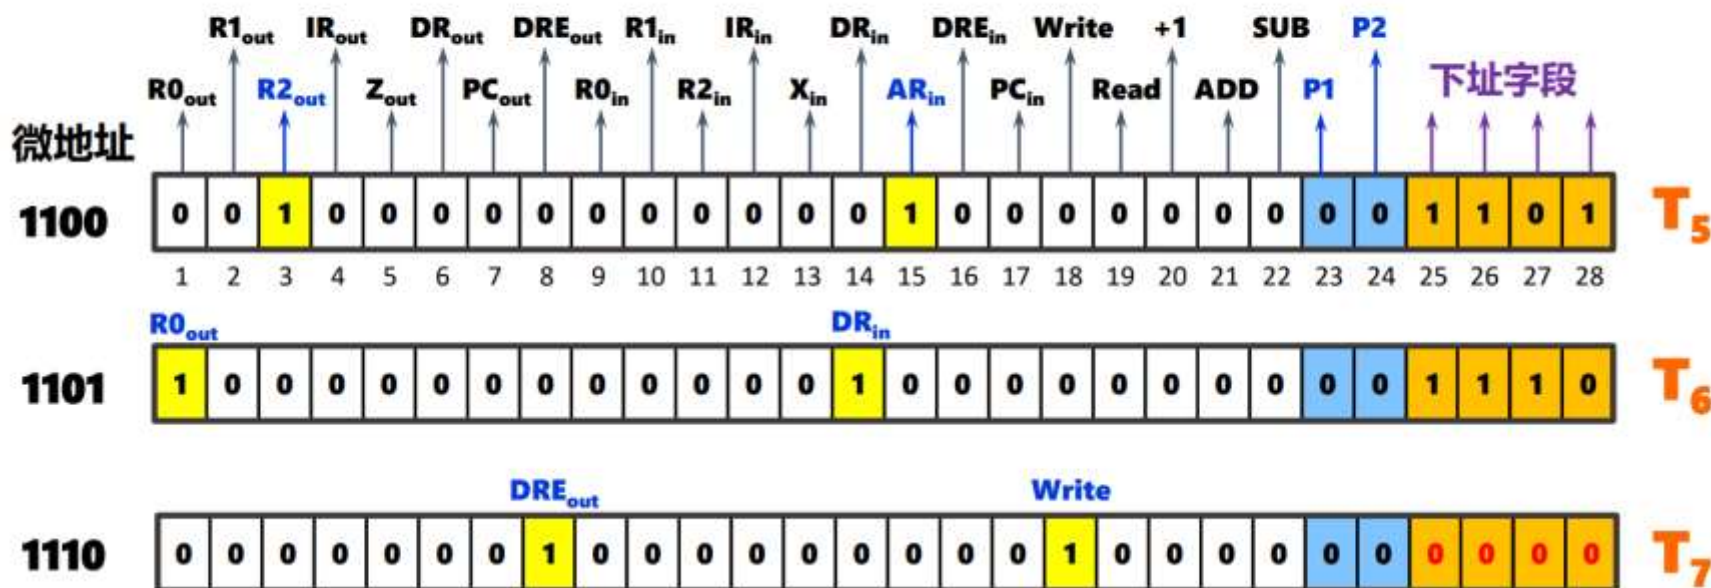 R1out IRout DRout DREout R1in IRin DRin DREin Write +1 SUB P2
R0out R2out Zout PCout R0in R2in Xin ARin PCin Read ADD P1 下址字段
微地址
1100 0 0 1 0 0 0 0 0 0 0 0 0 0 0 1 0 0 0 0 0 0 0 0 0 1 1 0 1 T5
1 2 3 4 5 6 7 8 9 10 11 12 13 14 15 16 17 18 19 20 21 22 23 24 25 26 27 28
R0out DRin
1101 1 0 0 0 0 0 0 0 0 0 0 0 0 1 0 0 0 0 0 0 0 0 0 0 1 1 1 0 T6
DREout Write
1110 0 0 0 0 0 0 0 1 0 0 0 0 0 0 0 0 0 1 0 0 0 0 0 0 0 0 0 0 T7